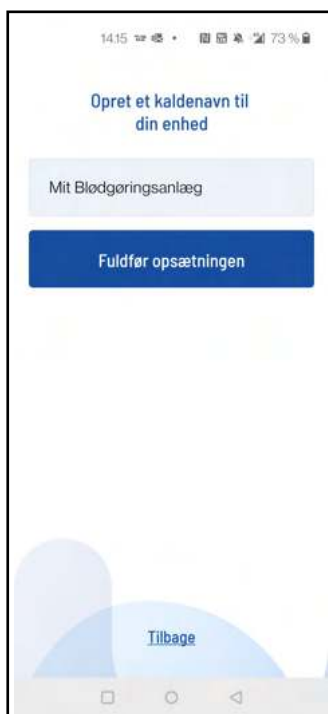 14.15 73 %
Opret et kaldenavn til
din enhed
Mit Blødgøringsanlæg
Fuldfør opsætningen
Tilbage